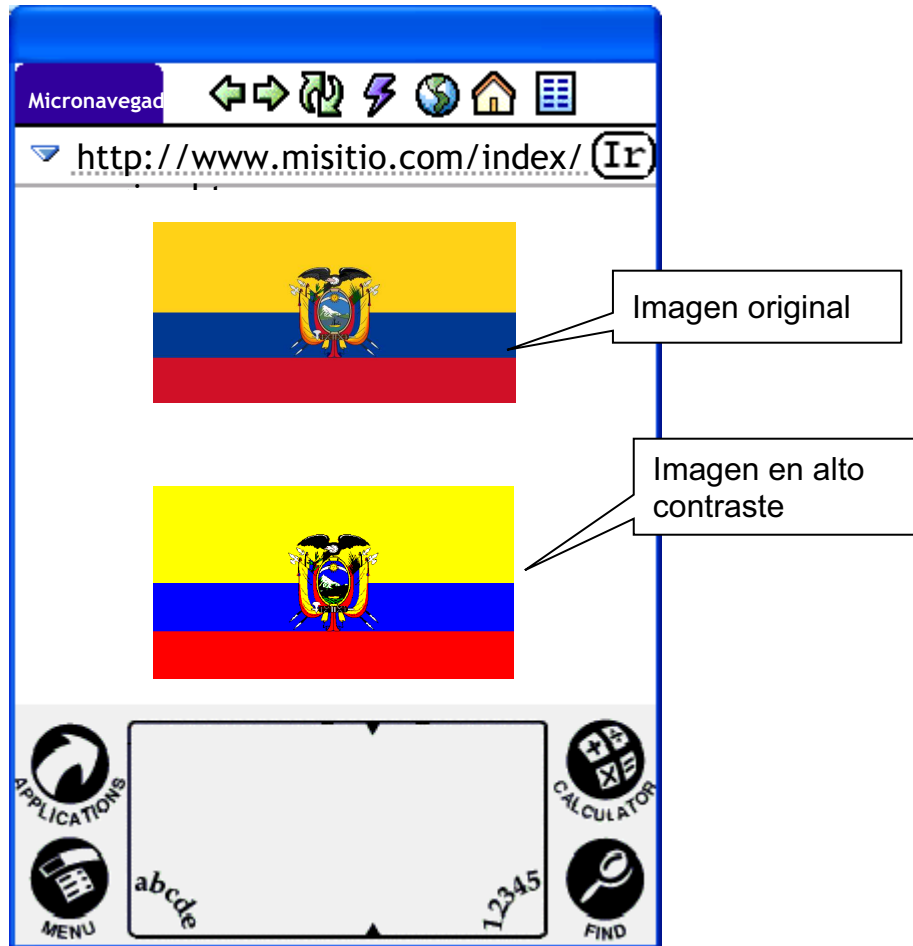 Micronavegad
http://www.misitio.com/index/
Ir
Imagen original
Imagen en alto
contraste
APPLICATIONS
CALCULATOR
abcde
12345
MENU
FIND